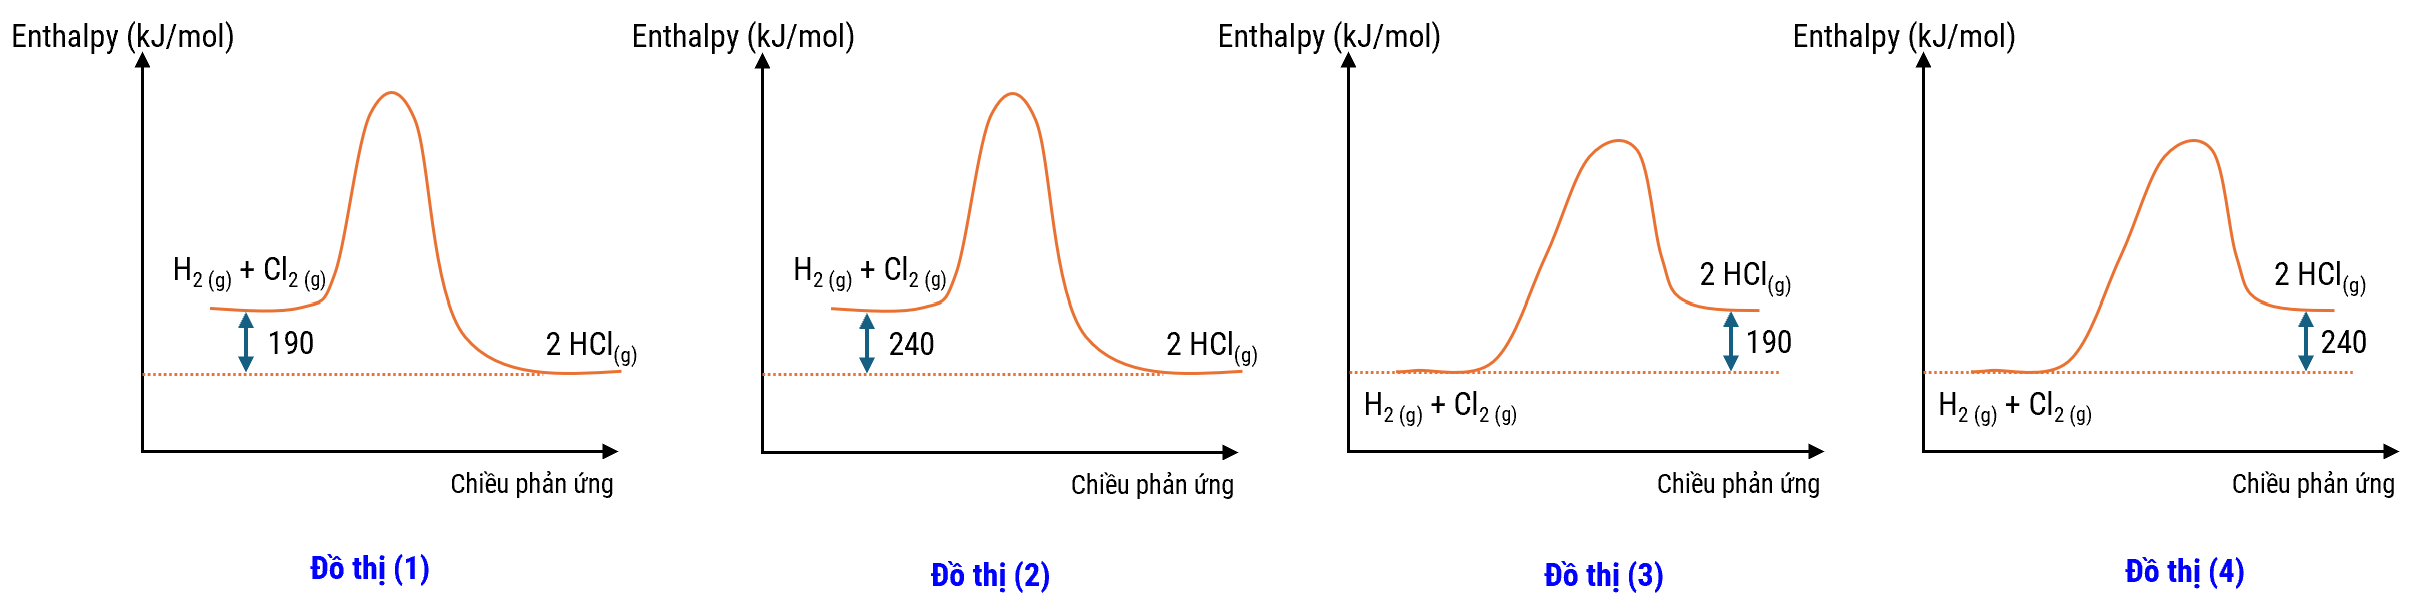 Enthalpy (kJ/mol)
H2 (g) + Cl2 (g)
190
2 HCl(g)
Chiều phản ứng
Đồ thị (1)
Enthalpy (kJ/mol)
H2 (g) + Cl2 (g)
240
2 HCl(g)
Chiều phản ứng
Đồ thị (2)
Enthalpy (kJ/mol)
2 HCl(g)
190
H2 (g) + Cl2 (g)
Chiều phản ứng
Đồ thị (3)
Enthalpy (kJ/mol)
2 HCl(g)
240
H2 (g) + Cl2 (g)
Chiều phản ứng
Đồ thị (4)